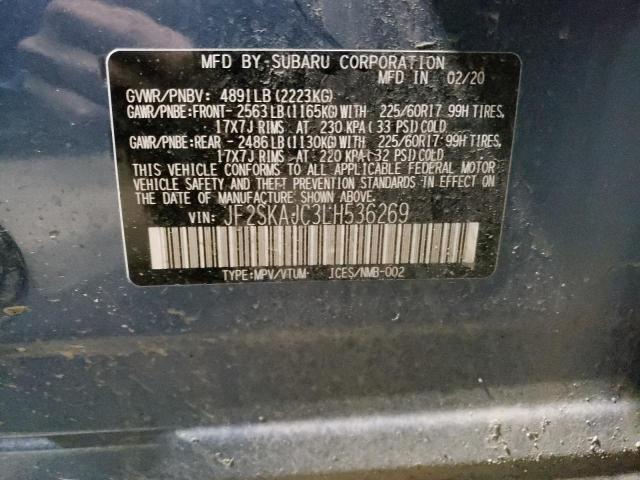 MFD BY SUBARU CORPORATION
MFD IN 02/20
GVWR/PNBV: 4891LB(2223KG)
GAWR/PNBE:FRONT-2563LB(1165KG)WITH 225/60R17 99H TIRES,
17X7J RIMS AT 230 KPA(33 PSI)COLD
GAWR/PNBE:REAR -2486LB(1130KG)WITH 225/60R17 99H TIRES,
17X7J RIMS AT 220 KPA(32 PSI)COLD
THIS VEHICLE CONFORMS TO ALL APPLICABLE FEDERAL MOTOR
VEHICLE SAFETY AND THEFT PREVENTION STANDARDS IN EFFECT
ON THE DATE OF MANUFACTURE SHOWN ABOVE.
VIN: JF2SKAJC3LH536269
TYPE:MPV/VTUM ICES/NMB-002